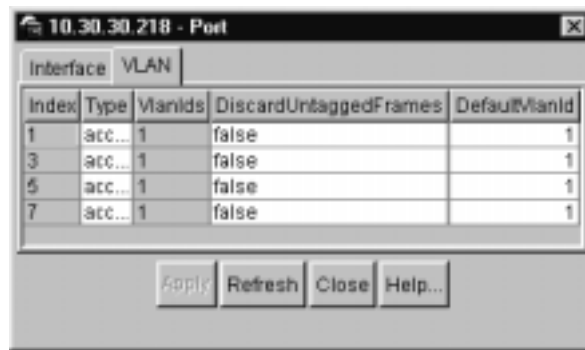 10.30.30.218 - Port
Interface VLAN
Index Type VlanIds DiscardUntaggedFrames DefaultVlanId
1 acc... 1 false 1
3 acc... 1 false 1
5 acc... 1 false 1
7 acc... 1 false 1
Apply Refresh Close Help...